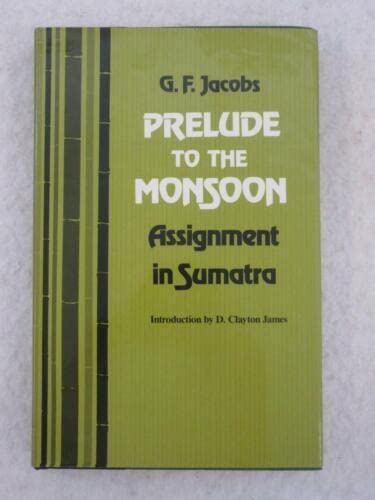 G. F. Jacobs
PRELUDE
TO THE
MONSOON
Assignment
in Sumatra
Introduction by D. Clayton James